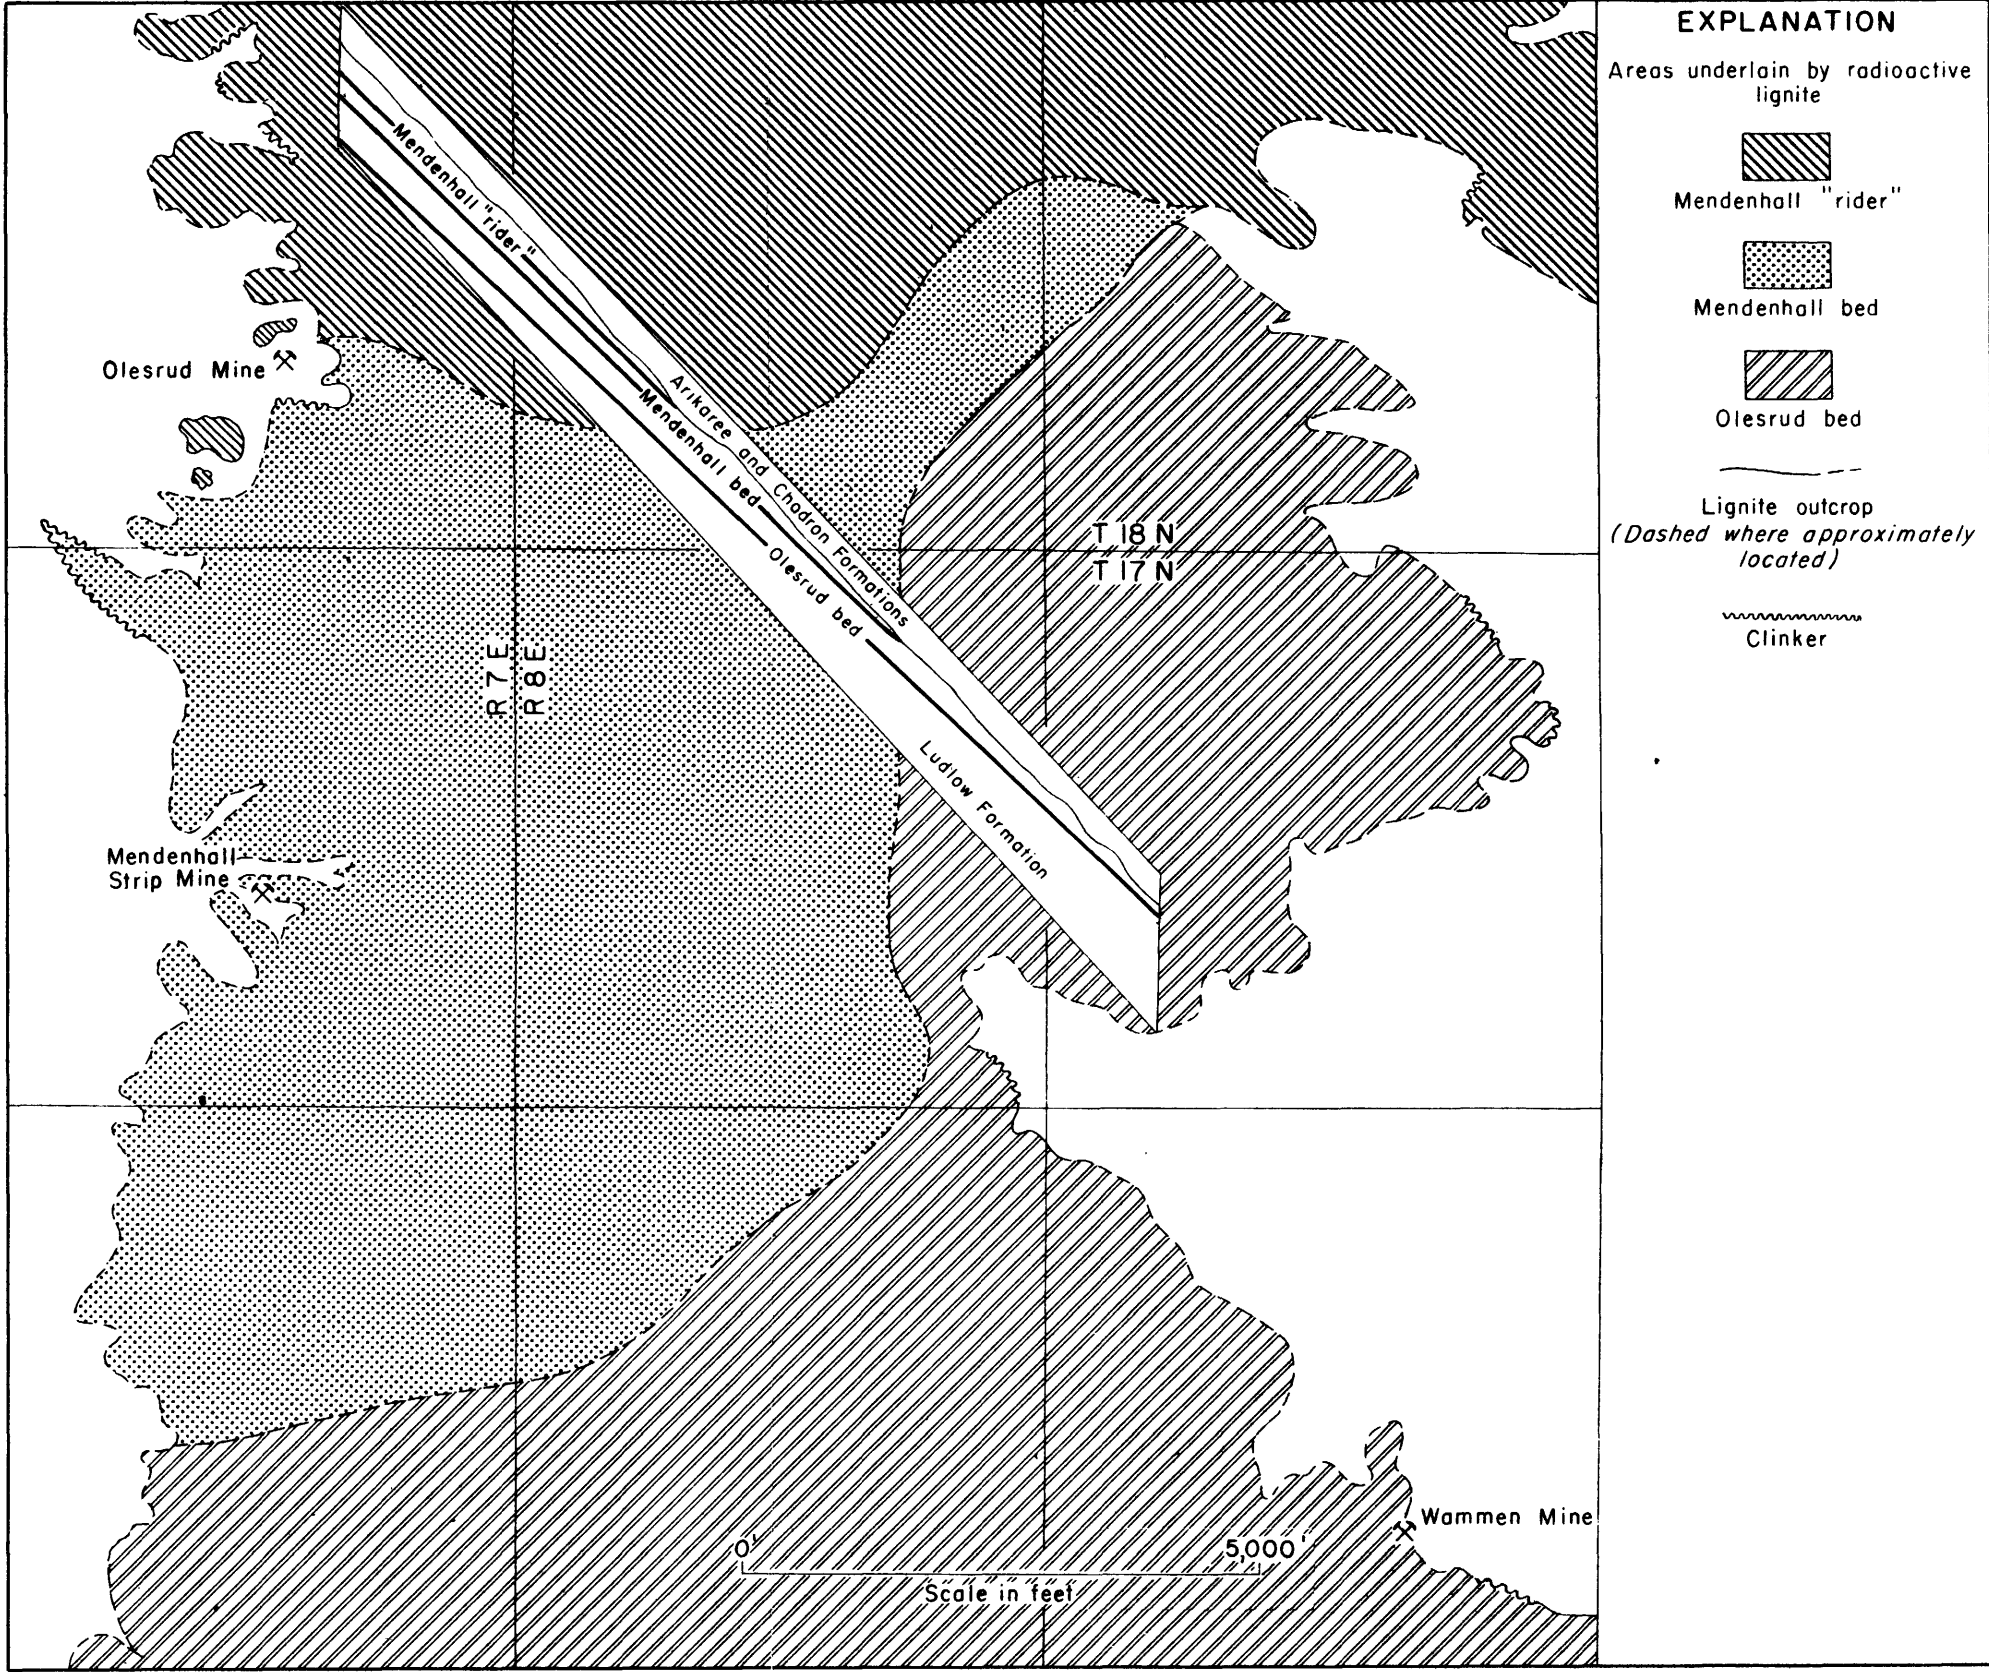 EXPLANATION
Areas underlain by radioactive
lignite
Mendenhall "rider"
Mendenhall bed
Olesrud bed
Lignite outcrop
(Dashed where approximately
located)
Clinker
Mendenhall "rider"
Arikaree and Chadron Formations
Mendenhall bed
Olesrud bed
Ludlow Formation
Olesrud Mine
T 18 N
T 17 N
R 7 E
R 8 E
Mendenhall
Strip Mine
Wammen Mine
0'
5,000'
Scale in feet